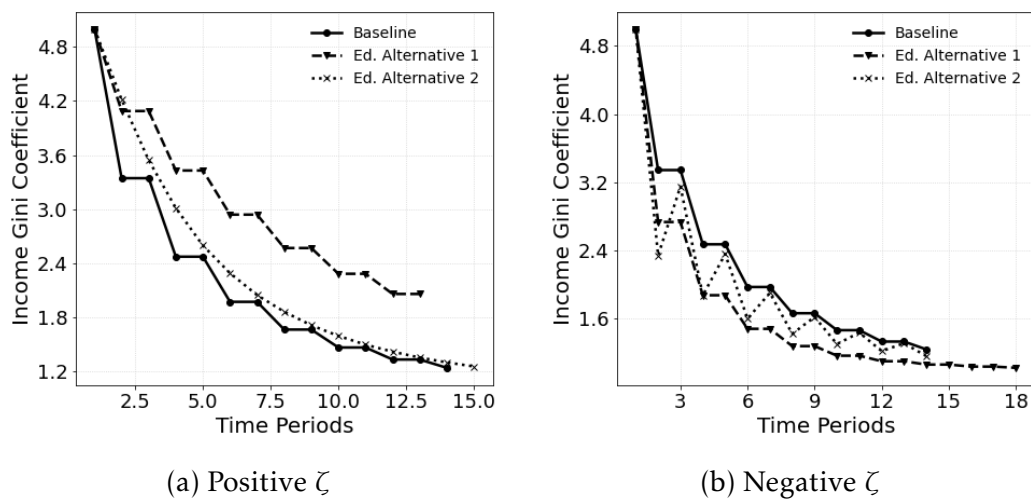 4.8
4.2
3.6
3.0
2.4
1.8
1.2
Income Gini Coefficient
Baseline
Ed. Alternative 1
Ed. Alternative 2
2.5 5.0 7.5 10.0 12.5 15.0
Time Periods
(a) Positive ζ
4.8
4.0
3.2
2.4
1.6
Income Gini Coefficient
Baseline
Ed. Alternative 1
Ed. Alternative 2
3 6 9 12 15 18
Time Periods
(b) Negative ζ